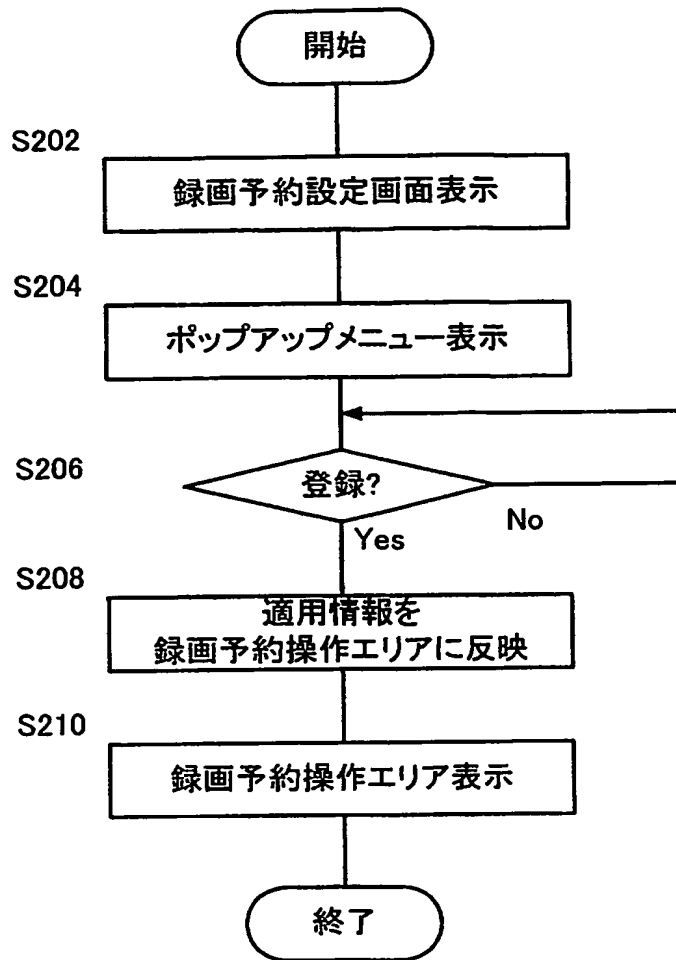 開始
S202
録画予約設定画面表示
S204
ポップアップメニュー表示
S206
登録?
No
Yes
S208
適用情報を
録画予約操作エリアに反映
S210
録画予約操作エリア表示
終了